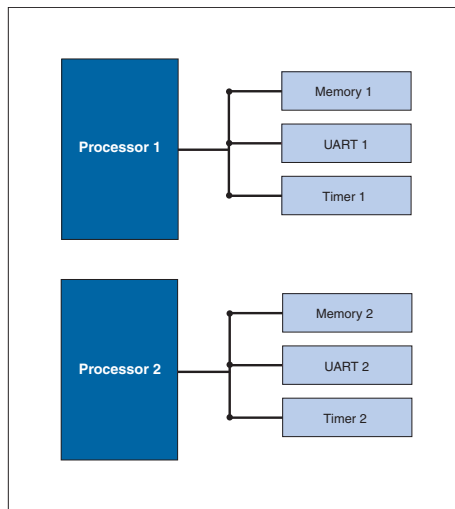 Processor 1
Memory 1
UART 1
Timer 1
Processor 2
Memory 2
UART 2
Timer 2